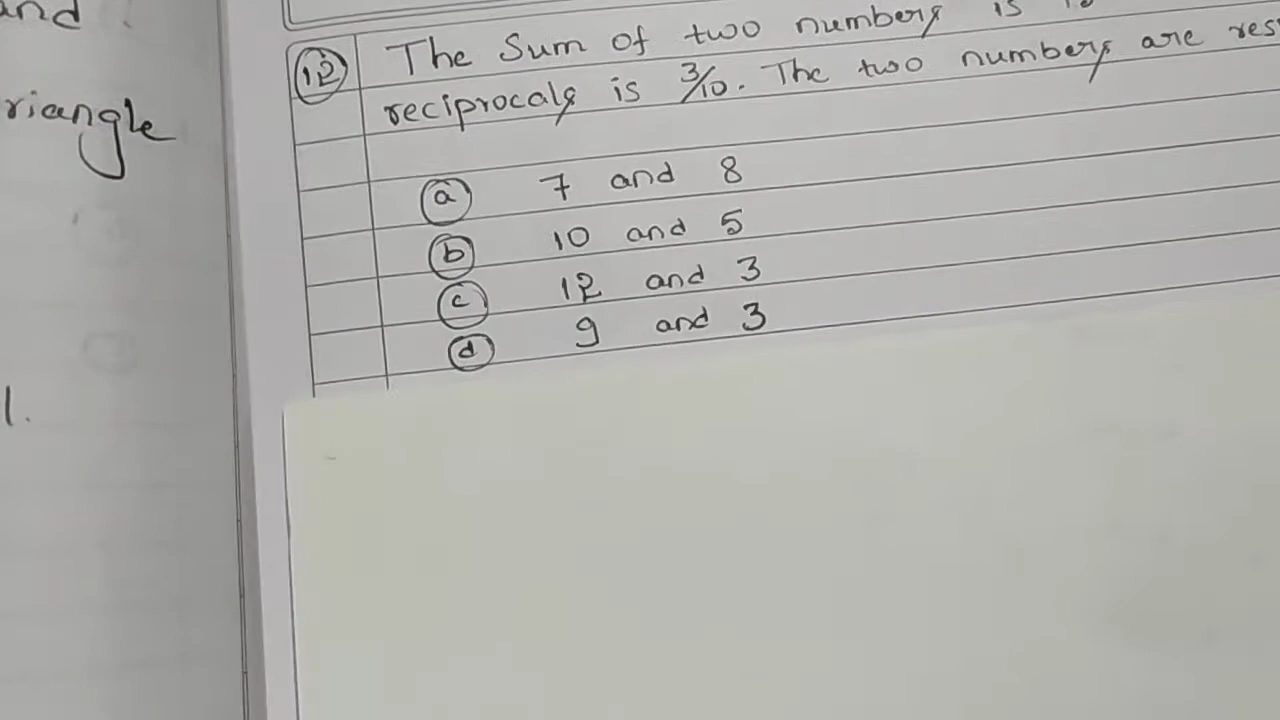 and
riangle
1.
12 The Sum of two numbers is
reciprocals is 3/10. The two numbers are res
a 7 and 8
b 10 and 5
c 12 and 3
d 9 and 3